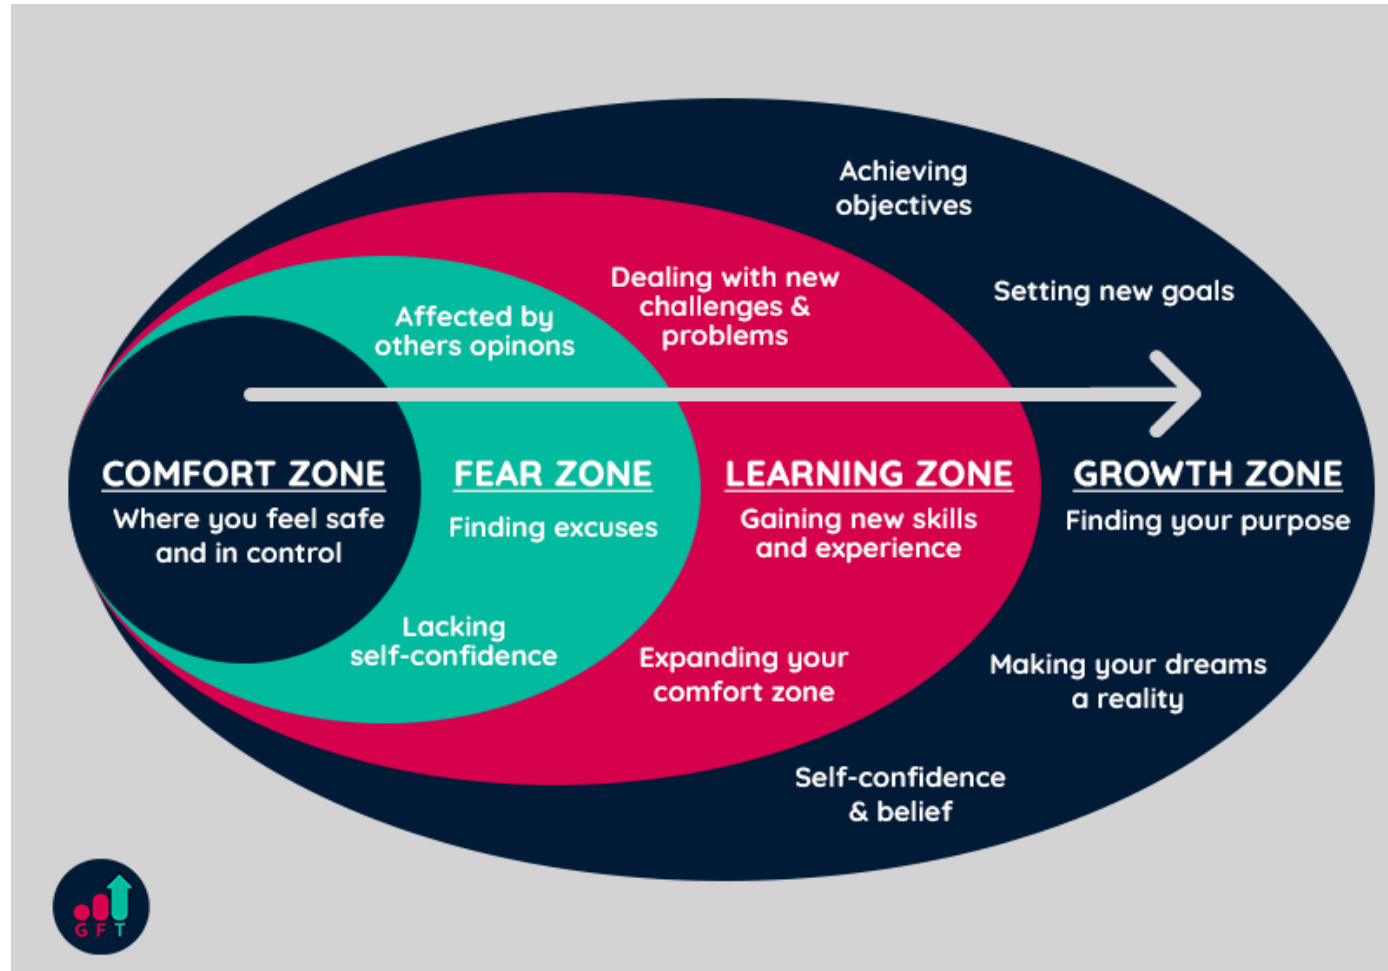 COMFORT ZONE
Where you feel safe
and in control
Affected by
others opinons
FEAR ZONE
Finding excuses
Lacking
self-confidence
Dealing with new
challenges &
problems
LEARNING ZONE
Gaining new skills
and experience
Expanding your
comfort zone
Achieving
objectives
Setting new goals
GROWTH ZONE
Finding your purpose
Making your dreams
a reality
Self-confidence
& belief
G F T